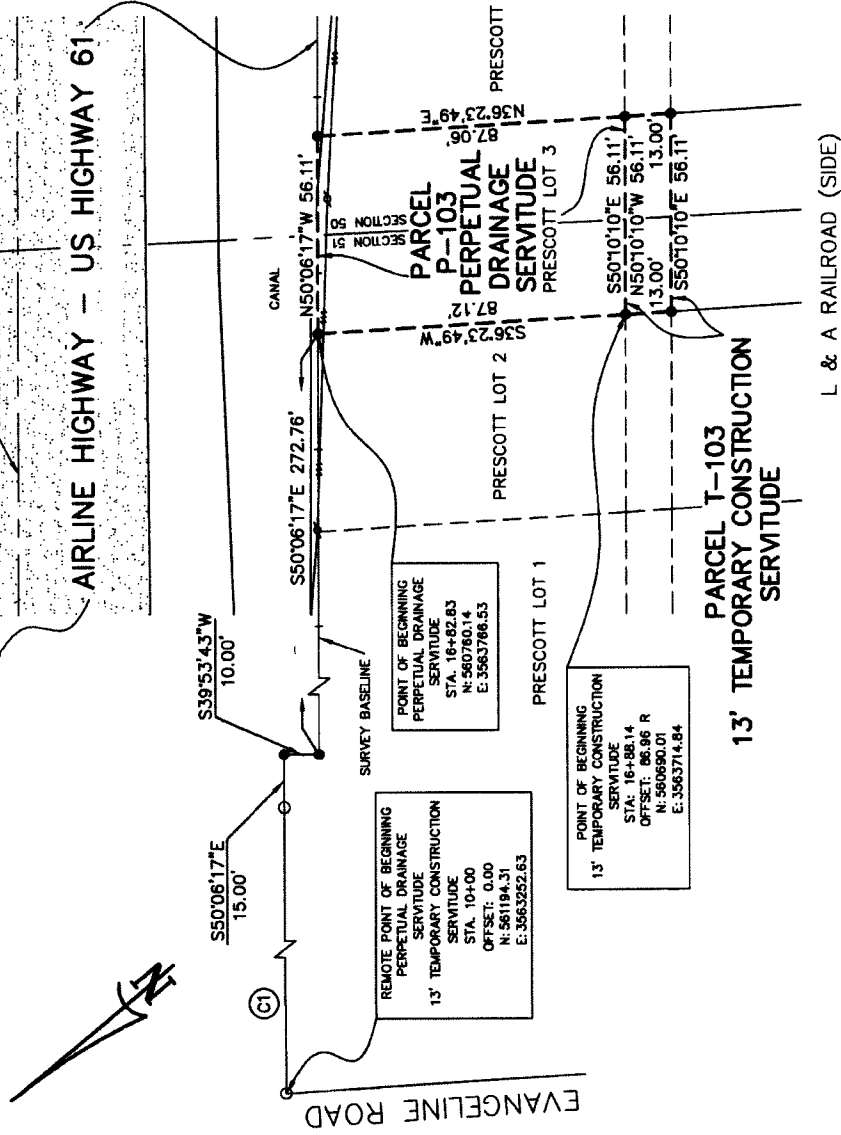 AIRLINE HIGHWAY – US HIGHWAY 61
S39°53'43"W
10.00'
S50°06'17"E
15.00'
C1
N
CANAL
S50°06'17"E 272.76'
N50°06'17"W 56.11'
SECTION 51
SECTION 50
SURVEY BASELINE
PARCEL
P-103
PERPETUAL
DRAINAGE
SERVITUDE
PRESCOTT LOT 3
PRESCOTT
S36°23'49"W
87.12'
N36°23'49"E
87.06'
PRESCOTT LOT 2
PRESCOTT LOT 1
POINT OF BEGINNING
PERPETUAL DRAINAGE
SERVITUDE
STA. 16+82.83
N: 560760.14
E: 3563766.53
REMOTE POINT OF BEGINNING
PERPETUAL DRAINAGE
SERVITUDE
13' TEMPORARY CONSTRUCTION
SERVITUDE
STA. 10+00
OFFSET: 0.00
N: 561194.31
E: 3563252.63
POINT OF BEGINNING
13' TEMPORARY CONSTRUCTION
SERVITUDE
STA: 16+88.14
OFFSET: 86.96 R
N: 560690.01
E: 3563714.84
S50°10'10"E 56.11'
N50°10'10"W 56.11'
13.00'
13.00'
S50°10'10"E 56.11'
PARCEL T-103
13' TEMPORARY CONSTRUCTION
SERVITUDE
EVANGELINE ROAD
L & A RAILROAD (SIDE)